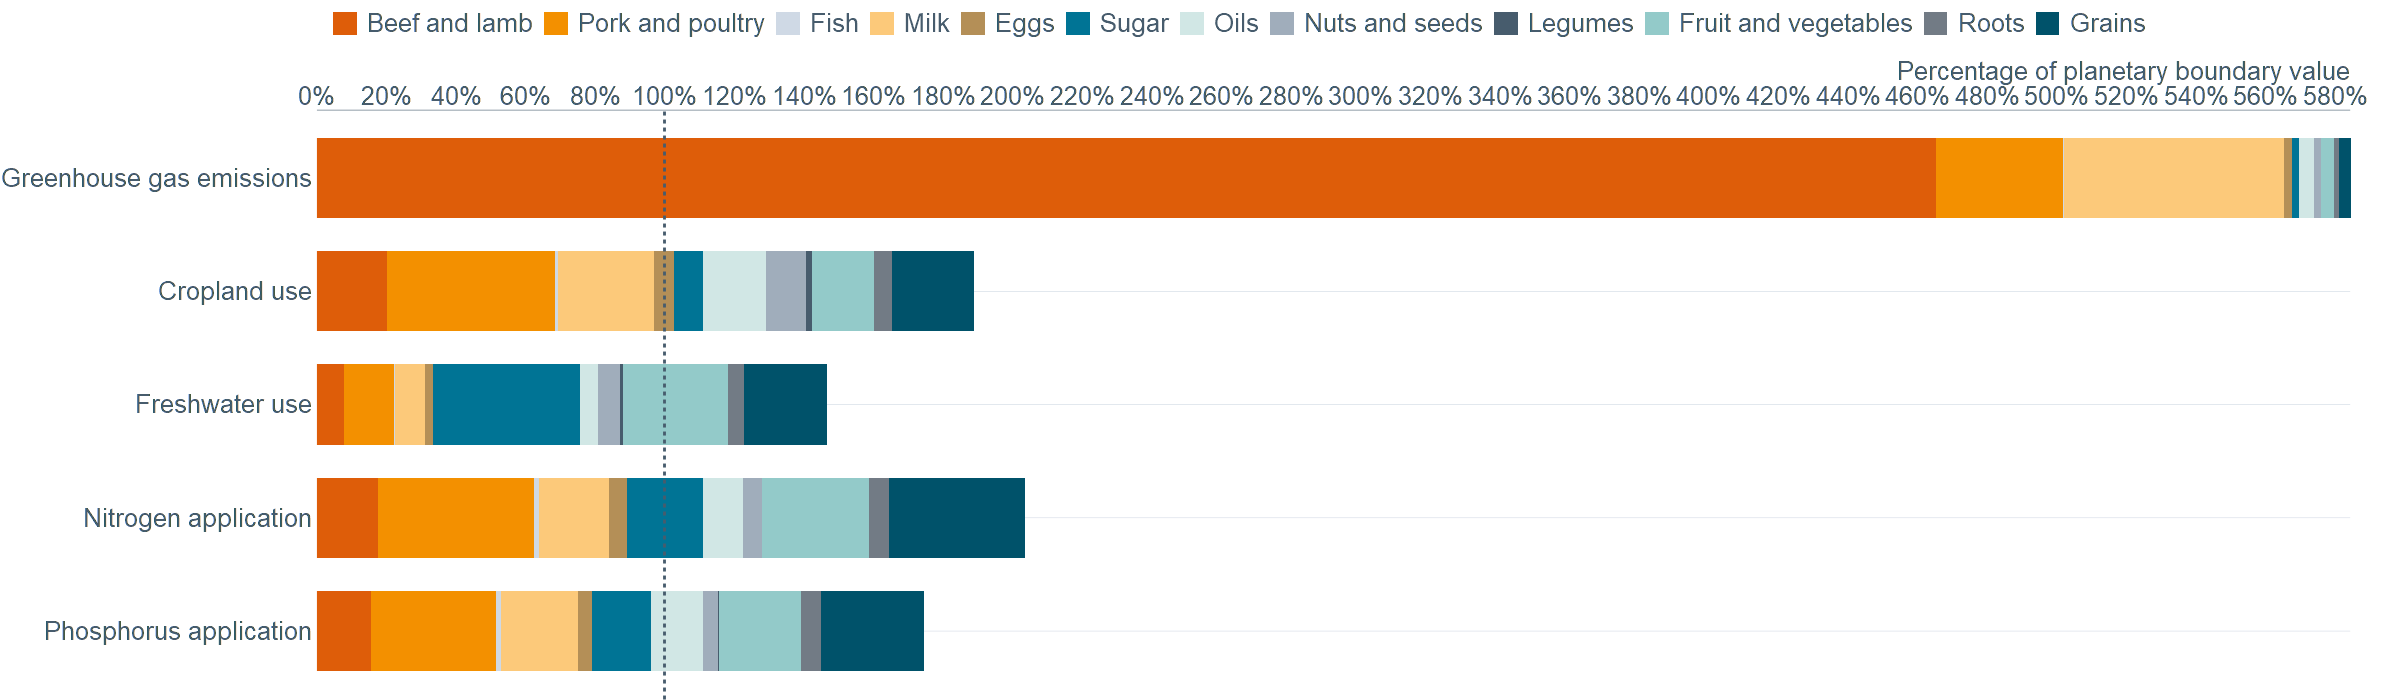 Beef and lamb Pork and poultry Fish Milk Eggs Sugar Oils Nuts and seeds Legumes Fruit and vegetables Roots Grains
Percentage of planetary boundary value
0% 20% 40% 60% 80% 100% 120% 140% 160% 180% 200% 220% 240% 260% 280% 300% 320% 340% 360% 380% 400% 420% 440% 460% 480% 500% 520% 540% 560% 580%
Greenhouse gas emissions
Cropland use
Freshwater use
Nitrogen application
Phosphorus application